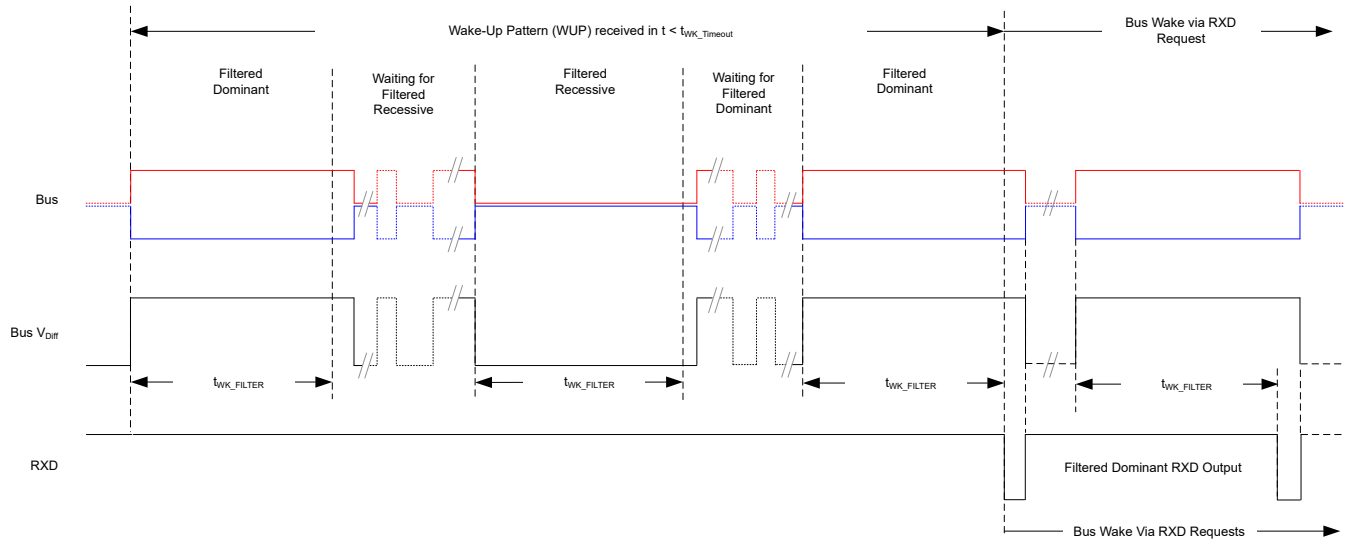 Wake-Up Pattern (WUP) received in t < tWK_Timeout
Bus Wake via RXD
Request
Filtered
Dominant
Waiting for
Filtered
Recessive
Filtered
Recessive
Waiting for
Filtered
Dominant
Filtered
Dominant
Bus
Bus VDiff
tWK_FILTER
tWK_FILTER
tWK_FILTER
tWK_FILTER
RXD
Filtered Dominant RXD Output
Bus Wake Via RXD Requests